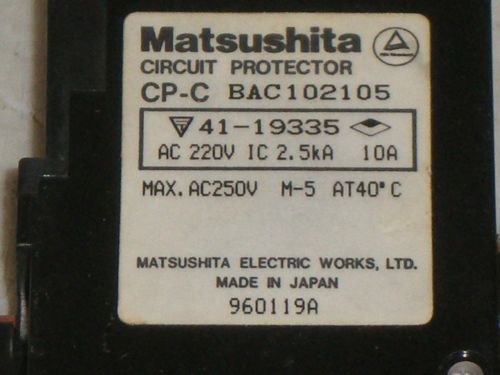 Matsushita
CIRCUIT PROTECTOR
CP-C BAC102105
41-19335
AC 220V IC 2.5kA 10A
MAX. AC250V M-5 AT40°C
MATSUSHITA ELECTRIC WORKS, LTD.
MADE IN JAPAN
960119A